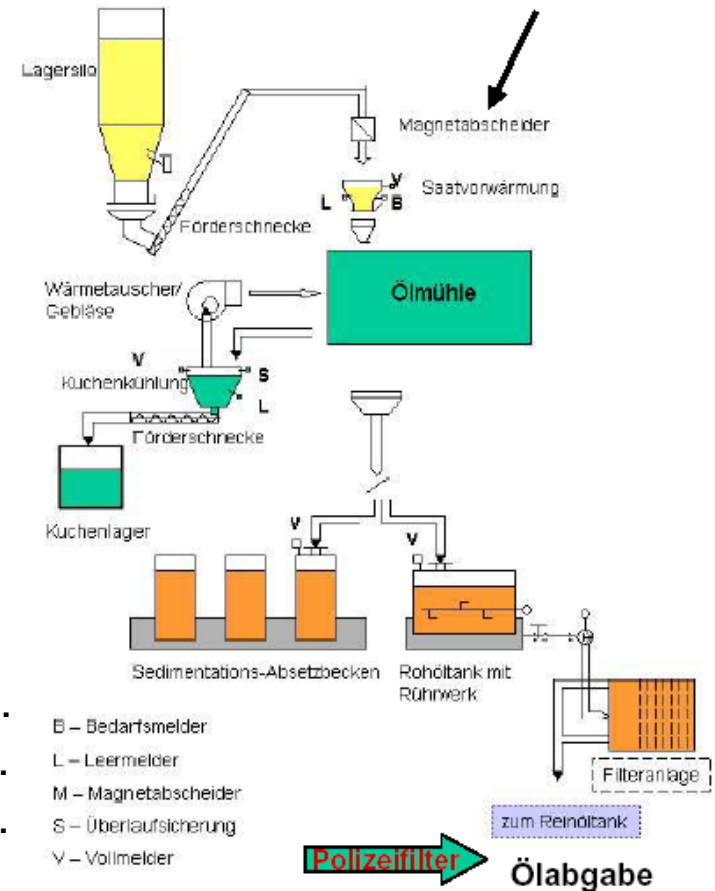 Lagersilo
Magnetabscheider
V
Saatvorwärmung
L
B
Förderschnecke
Wärmetauscher/
Gebläse
Ölmühle
V
S
Kuchenkühlung
L
Förderschnecke
Kuchenlager
V
V
Sedimentations-Absetzbecken
Rohöltank mit
Rührwerk
B – Bedarfsmelder
L – Leermelder
M – Magnetabscheider
S – Überlaufsicherung
V – Vollmelder
Filteranlage
zum Reinöltank
Polizeifilter
Ölabgabe